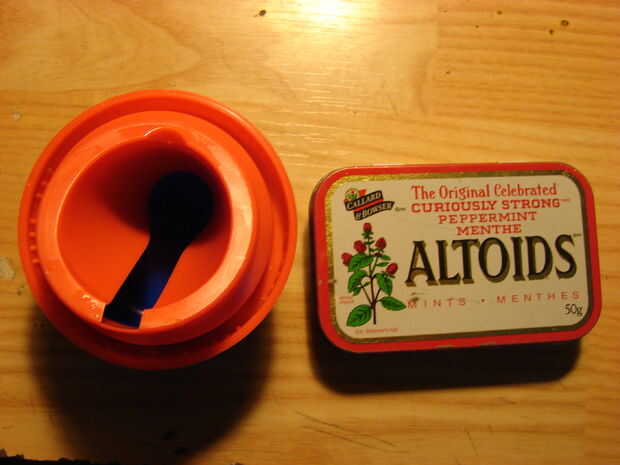 CALLARD
& BOWSER
The Original Celebrated
CURIOUSLY STRONG
PEPPERMINT
MENTHE
ALTOIDS
MINTS • MENTHES
50g